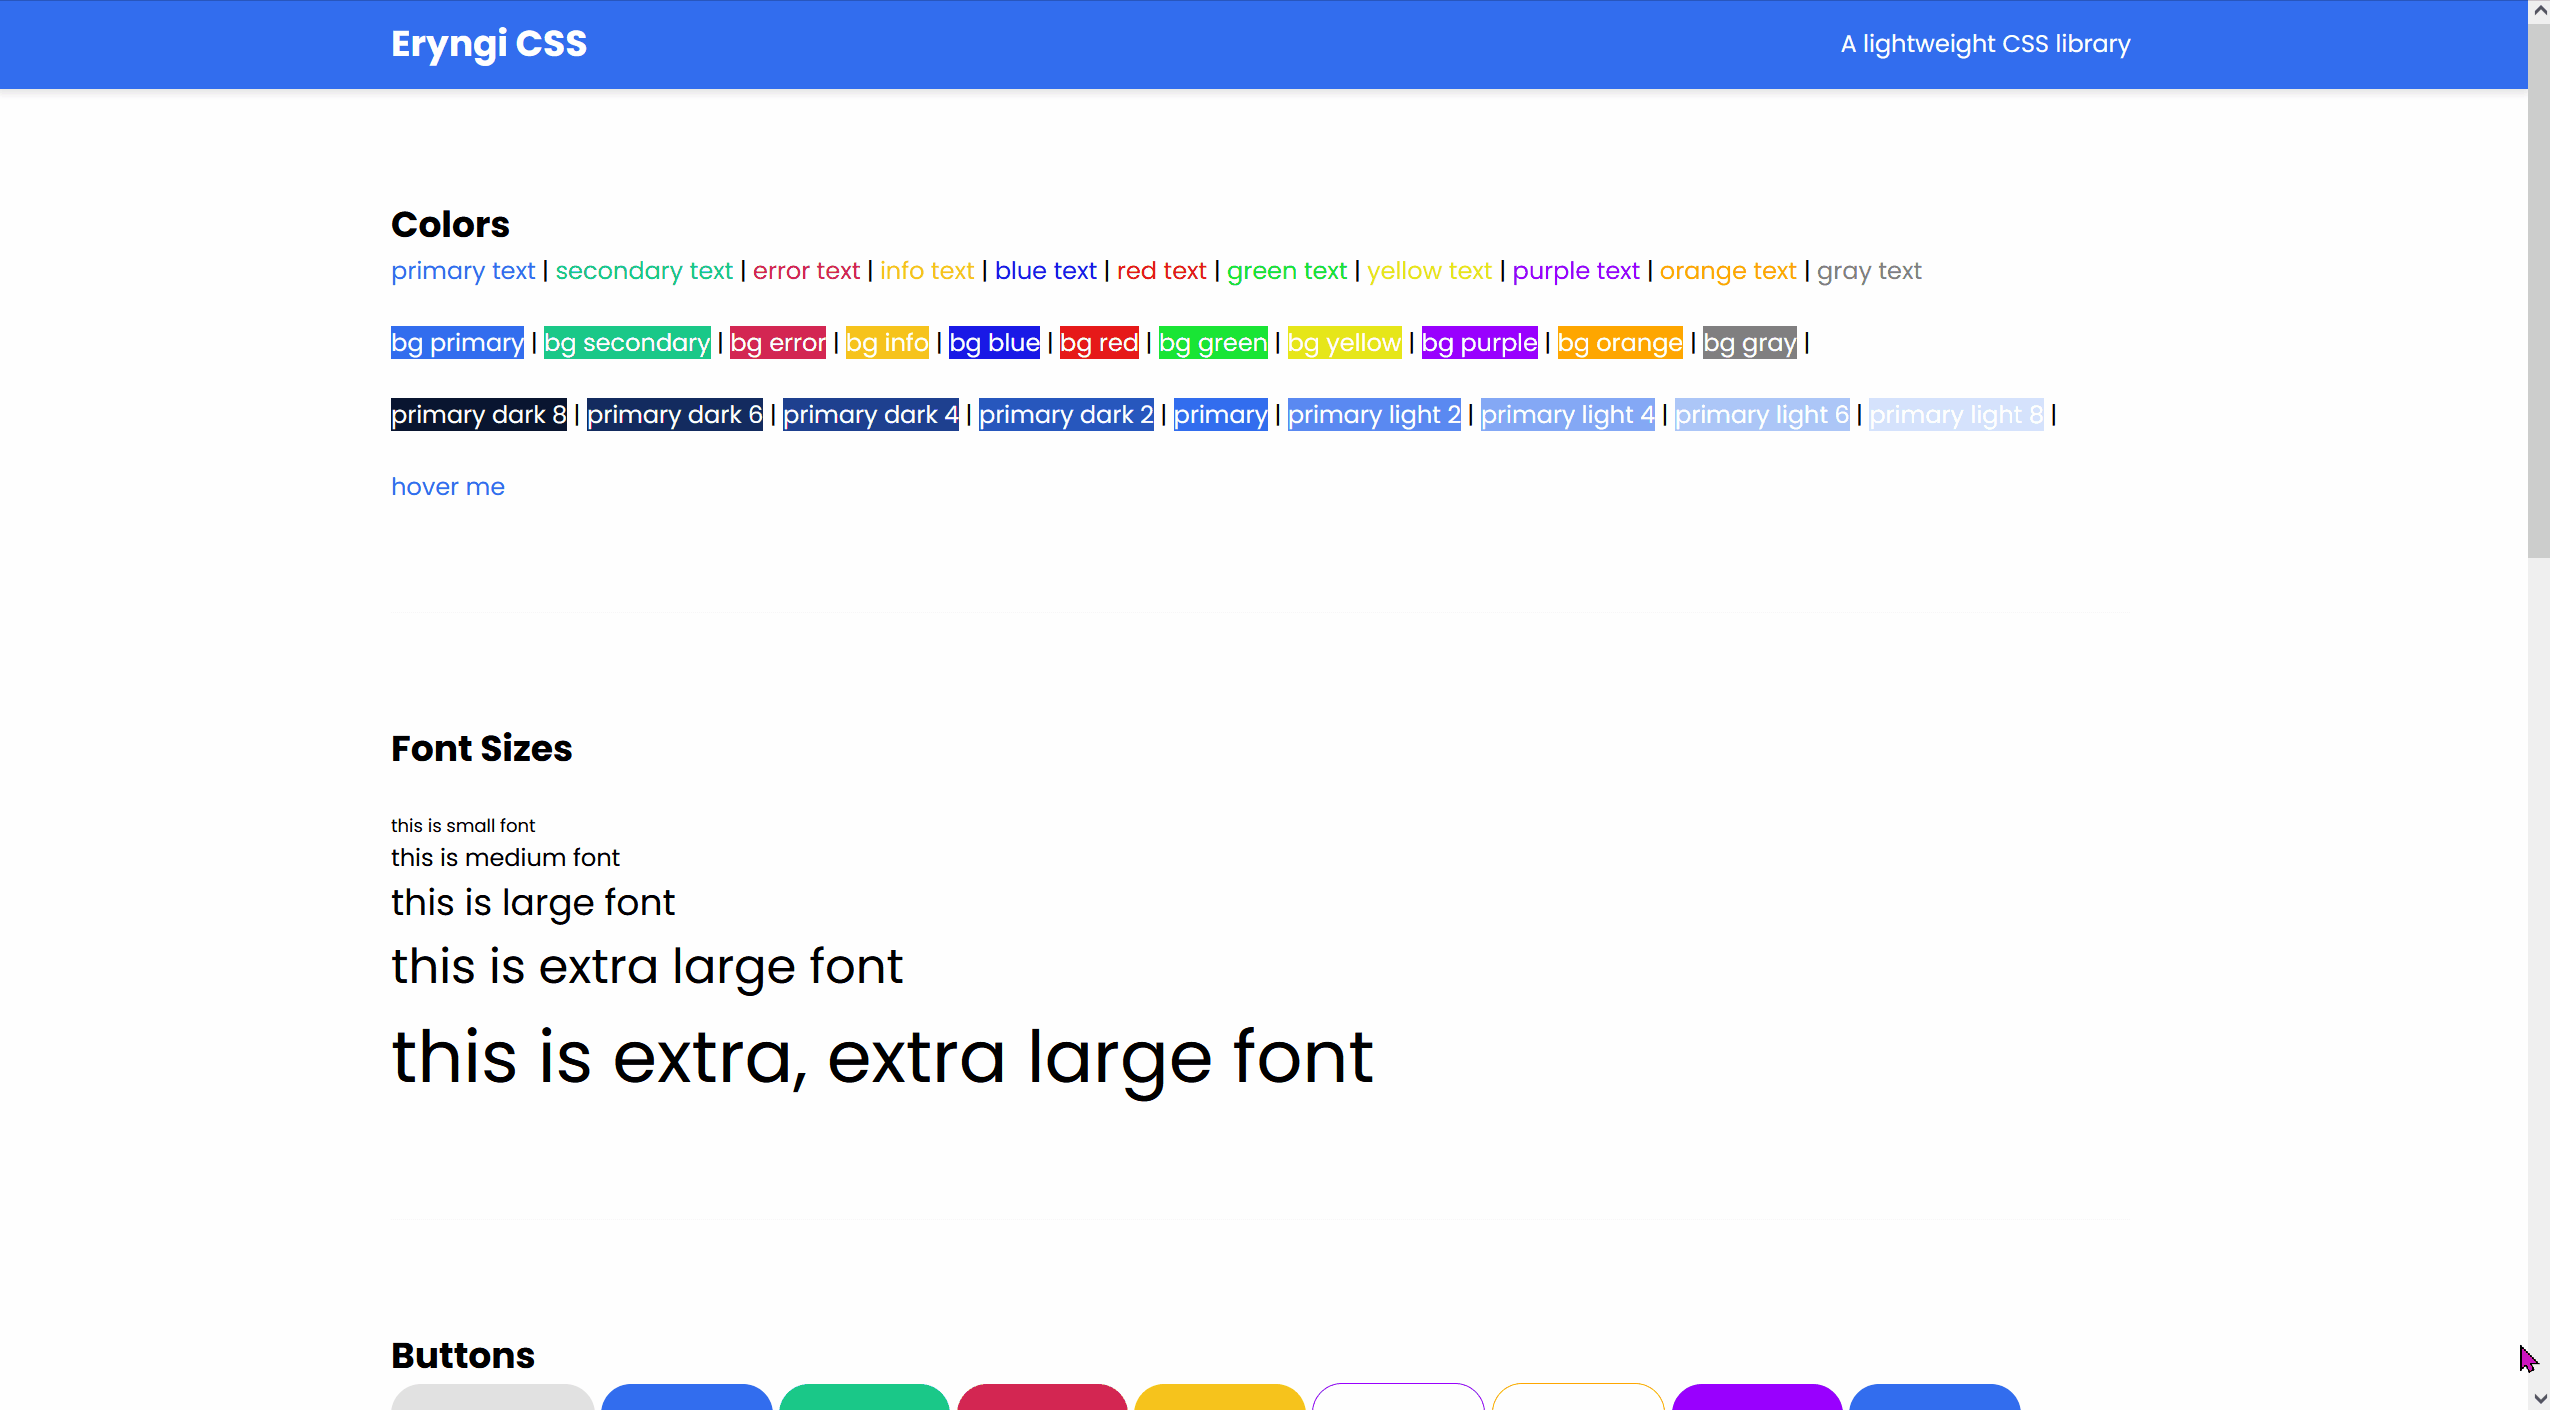 Eryngi CSS
A lightweight CSS library
Colors
primary text | secondary text | error text | info text | blue text | red text | green text | yellow text | purple text | orange text | gray text
bg primary | bg secondary | bg error | bg info | bg blue | bg red | bg green | bg yellow | bg purple | bg orange | bg gray |
primary dark 8 | primary dark 6 | primary dark 4 | primary dark 2 | primary | primary light 2 | primary light 4 | primary light 6 | primary light 8 |
hover me
Font Sizes
this is small font
this is medium font
this is large font
this is extra large font
this is extra, extra large font
Buttons